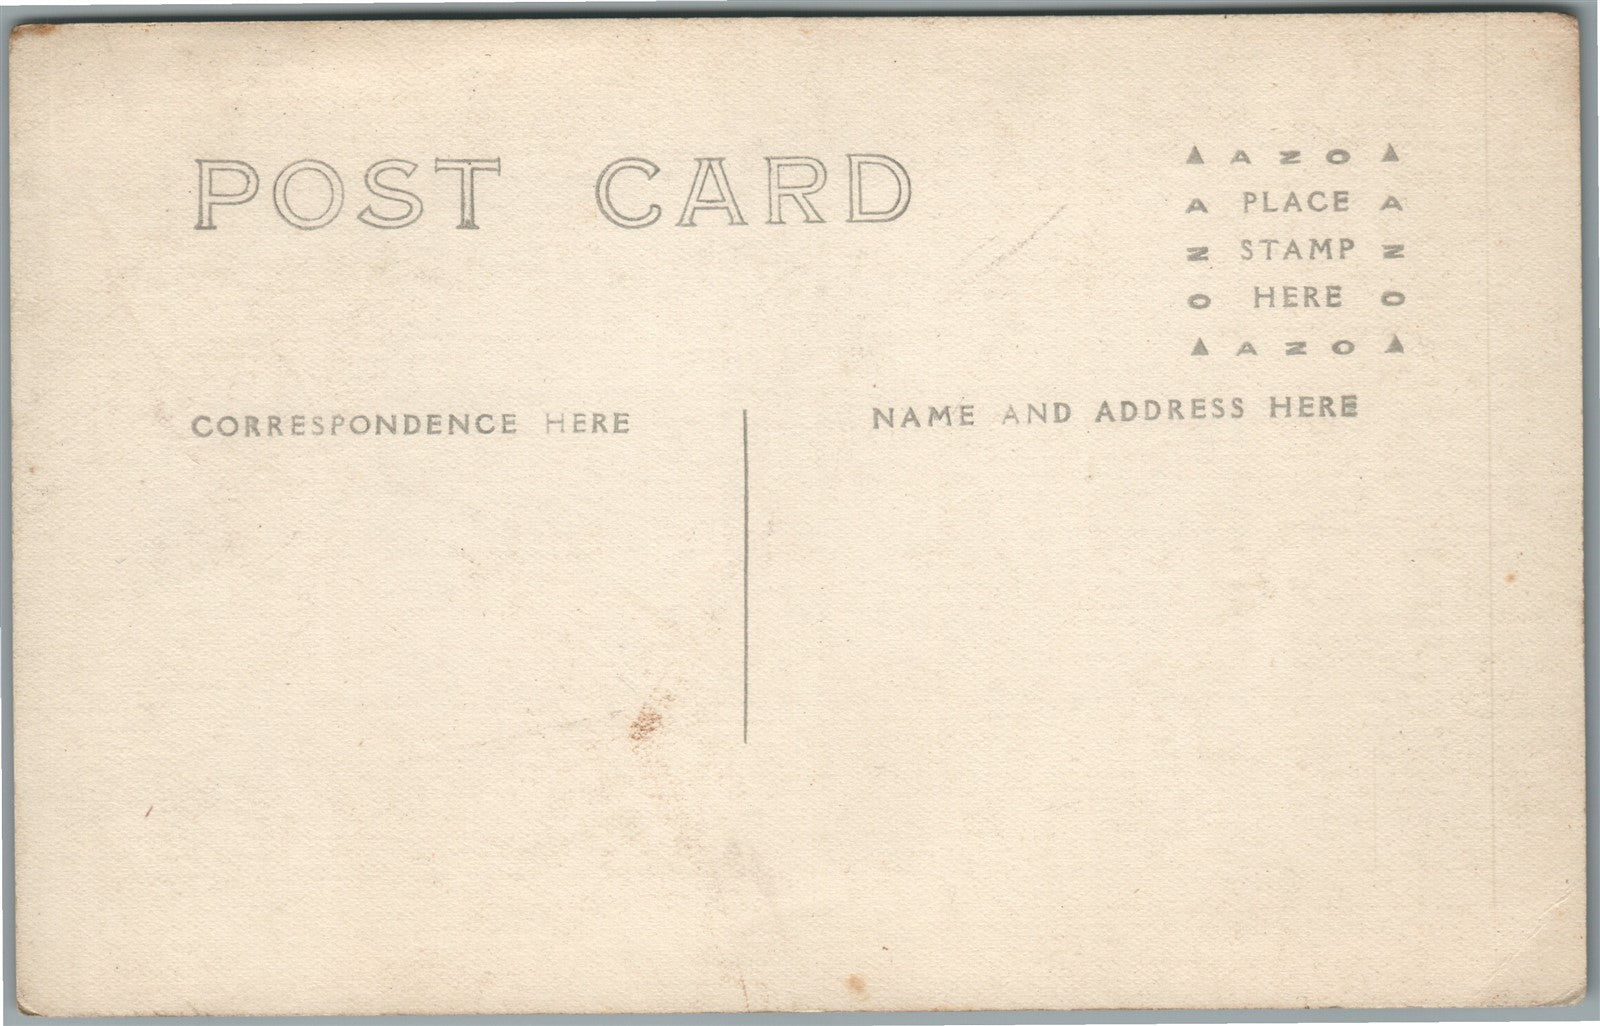 POST CARD
▲ AZO ▲
A PLACE A
Z STAMP Z
O HERE O
▲ AZO ▲
CORRESPONDENCE HERE
NAME AND ADDRESS HERE